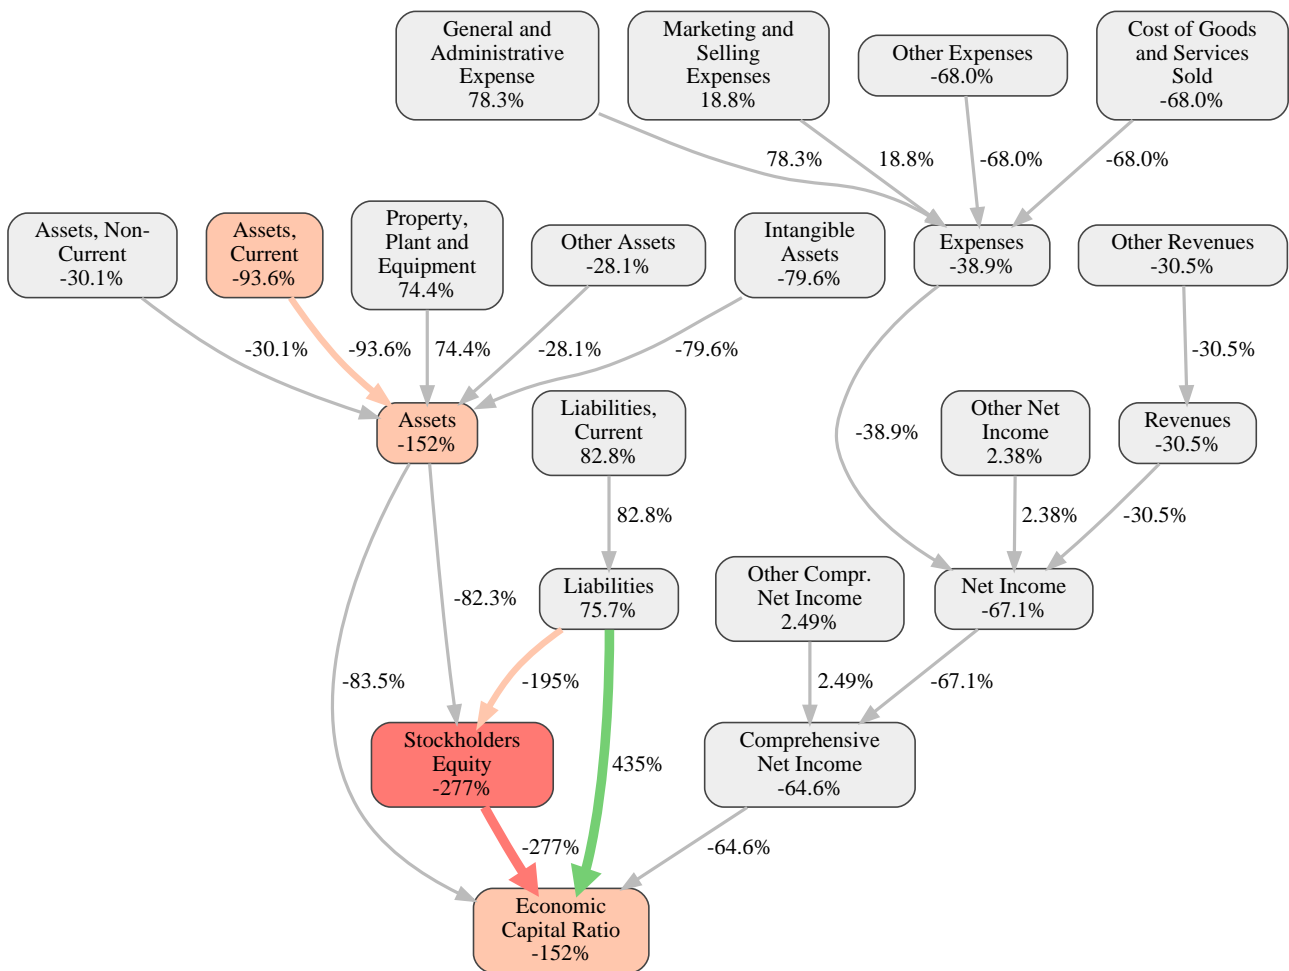 General and
Administrative
Expense
78.3%
Marketing and
Selling
Expenses
18.8%
Other Expenses
-68.0%
Cost of Goods
and Services
Sold
-68.0%
78.3%
18.8%
-68.0%
-68.0%
Assets, Non-
Current
-30.1%
Assets,
Current
-93.6%
Property,
Plant and
Equipment
74.4%
Other Assets
-28.1%
Intangible
Assets
-79.6%
Expenses
-38.9%
Other Revenues
-30.5%
-30.1%
-93.6%
74.4%
-28.1%
-79.6%
-30.5%
Assets
-152%
Liabilities,
Current
82.8%
-38.9%
Other Net
Income
2.38%
Revenues
-30.5%
82.8%
2.38%
-30.5%
-82.3%
Liabilities
75.7%
Other Compr.
Net Income
2.49%
Net Income
-67.1%
-83.5%
-195%
2.49%
-67.1%
Stockholders
Equity
-277%
435%
Comprehensive
Net Income
-64.6%
-277%
-64.6%
Economic
Capital Ratio
-152%